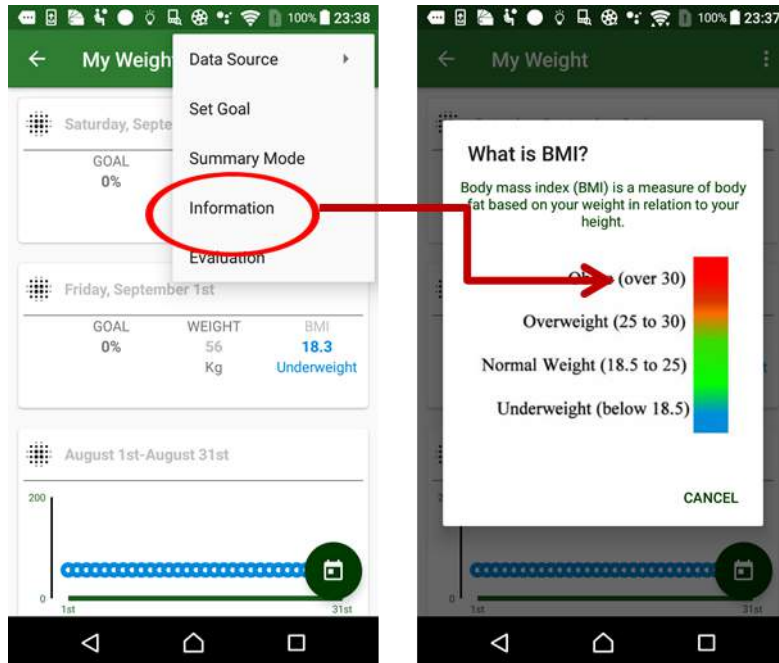 100% 23:38
My Weigh
Data Source
Set Goal
Summary Mode
Information
Evaluation
Saturday, Septe
GOAL
0%
Friday, September 1st
GOAL WEIGHT BMI
0% 56 18.3
Kg Underweight
August 1st-August 31st
200
0
1st 31st
100% 23:37
My Weight
What is BMI?
Body mass index (BMI) is a measure of body
fat based on your weight in relation to your
height.
(over 30)
Overweight (25 to 30)
Normal Weight (18.5 to 25)
Underweight (below 18.5)
CANCEL
0
1st 31st